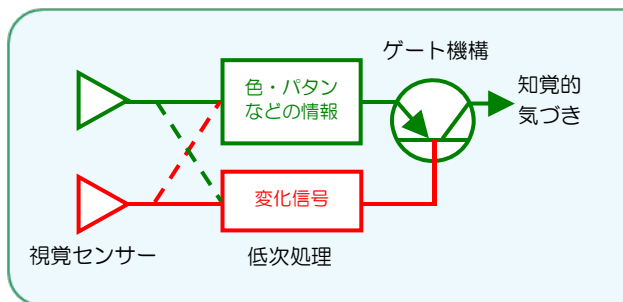 ゲート機構
色・パタン
などの情報
知覚的
気づき
変化信号
視覚センサー
低次処理